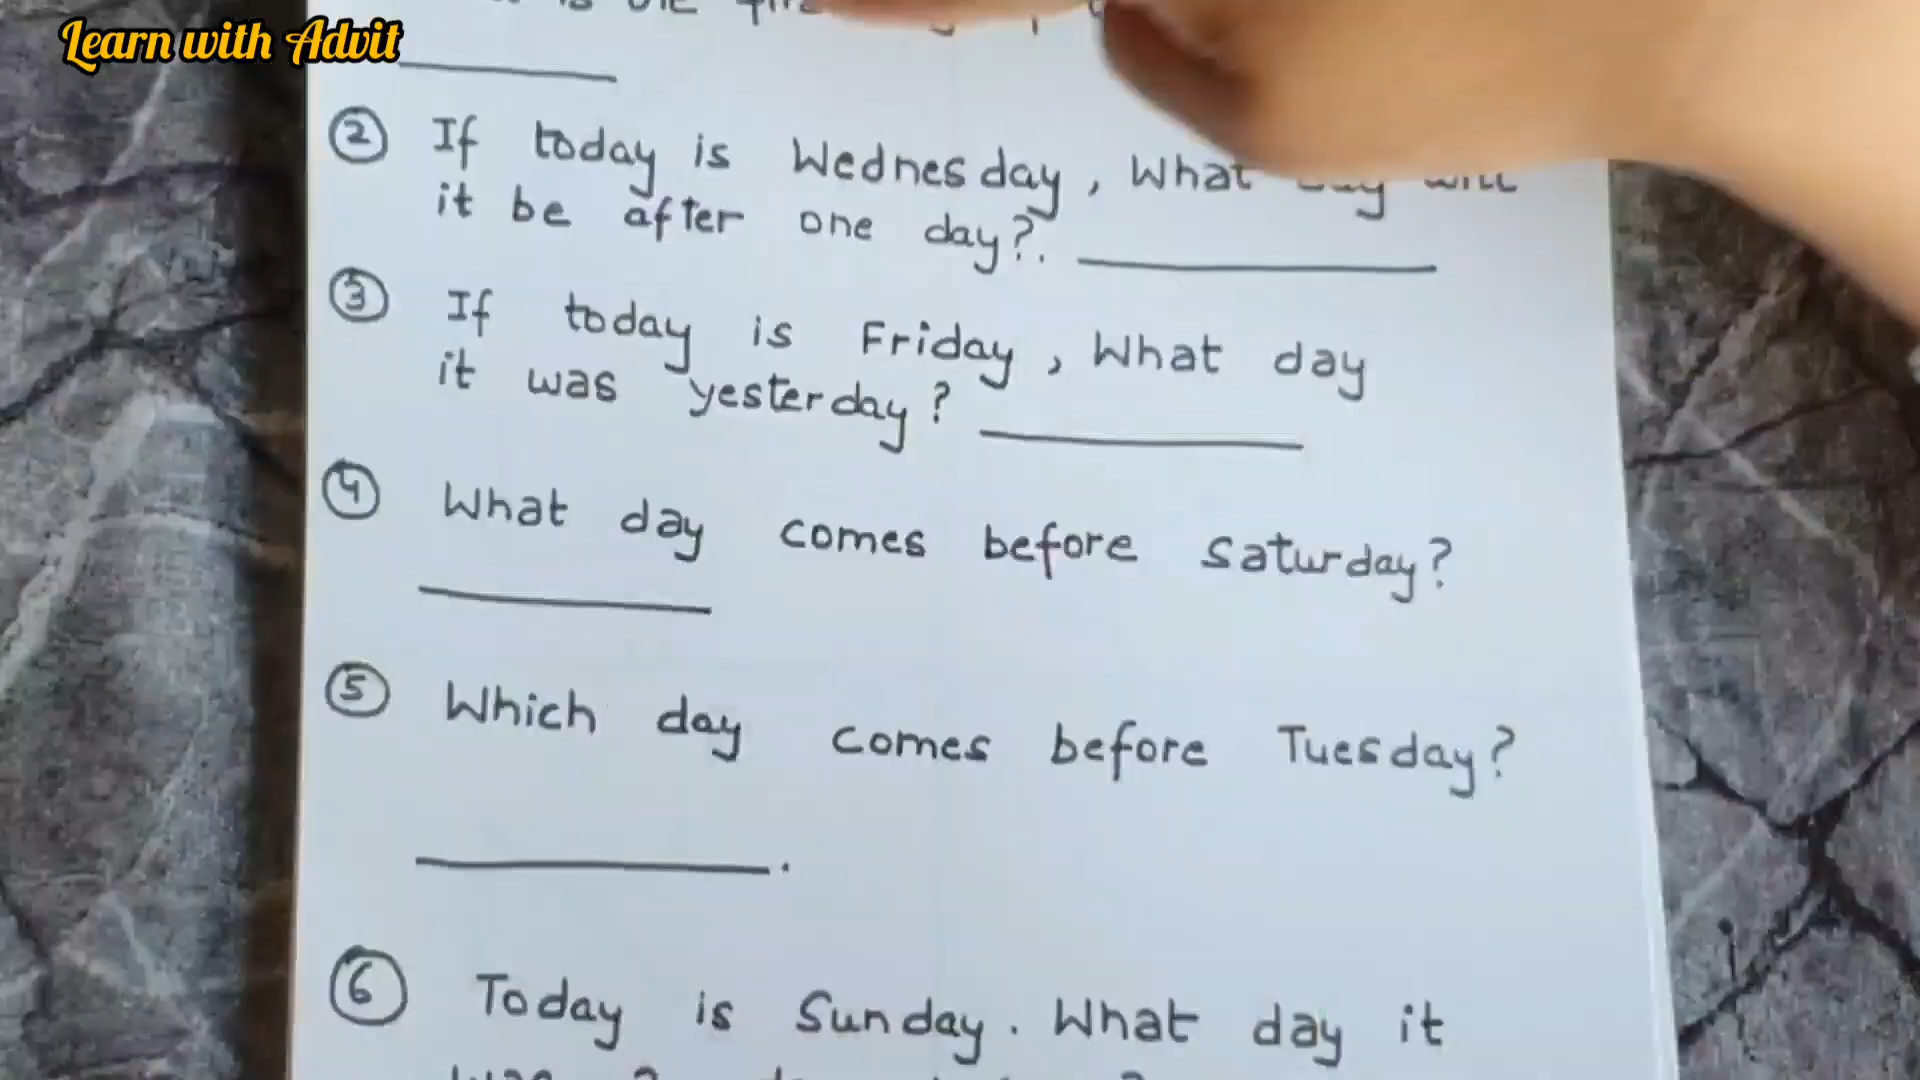 Learn with Advit
② If today is Wednesday, What day will
it be after one day?.
③ If today is Friday, What day
it was yesterday?
④ What day comes before Saturday?
⑤ Which day comes before Tuesday?
⑥ Today is Sunday. What day it